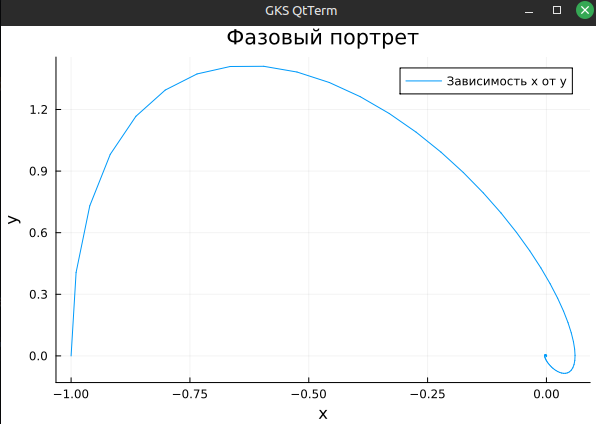 GKS QtTerm
Фазовый портрет
Зависимость x от y
y
1.2
0.9
0.6
0.3
0.0
−1.00 −0.75 −0.50 −0.25 0.00
x